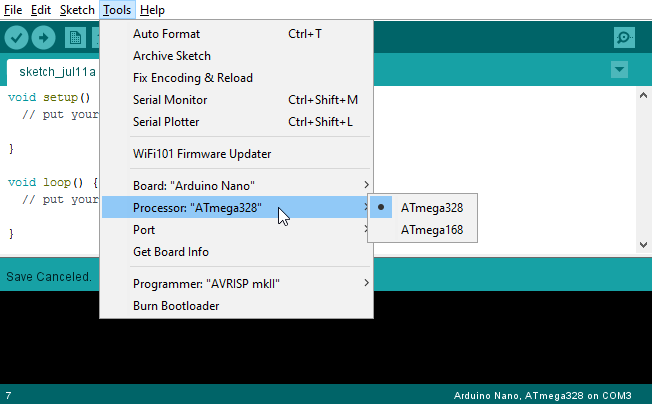 File Edit Sketch Tools Help
sketch_jul11a
void setup()
// put your
}
void loop() {
// put your
}
Auto Format Ctrl+T
Archive Sketch
Fix Encoding & Reload
Serial Monitor Ctrl+Shift+M
Serial Plotter Ctrl+Shift+L
WiFi101 Firmware Updater
Board: "Arduino Nano"
Processor: "ATmega328"
Port
Get Board Info
Programmer: "AVRISP mkII"
Burn Bootloader
ATmega328
ATmega168
Save Canceled.
7 Arduino Nano, ATmega328 on COM3